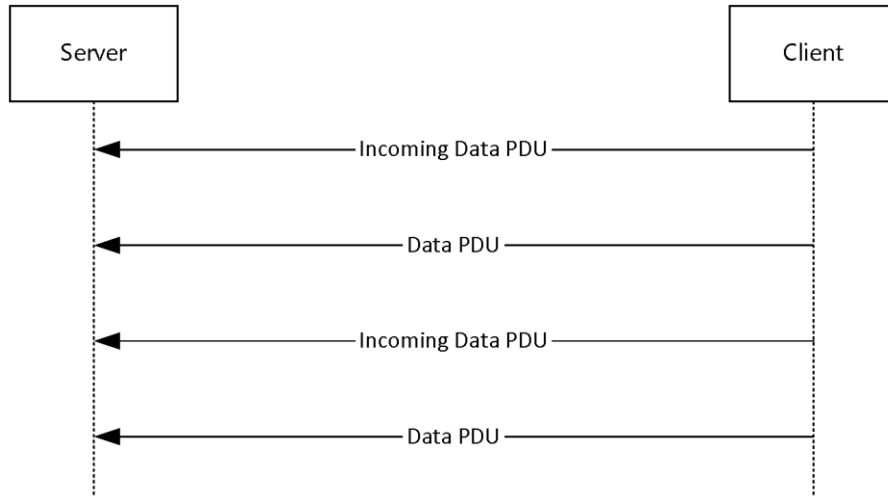 Server
Client
Incoming Data PDU
Data PDU
Incoming Data PDU
Data PDU